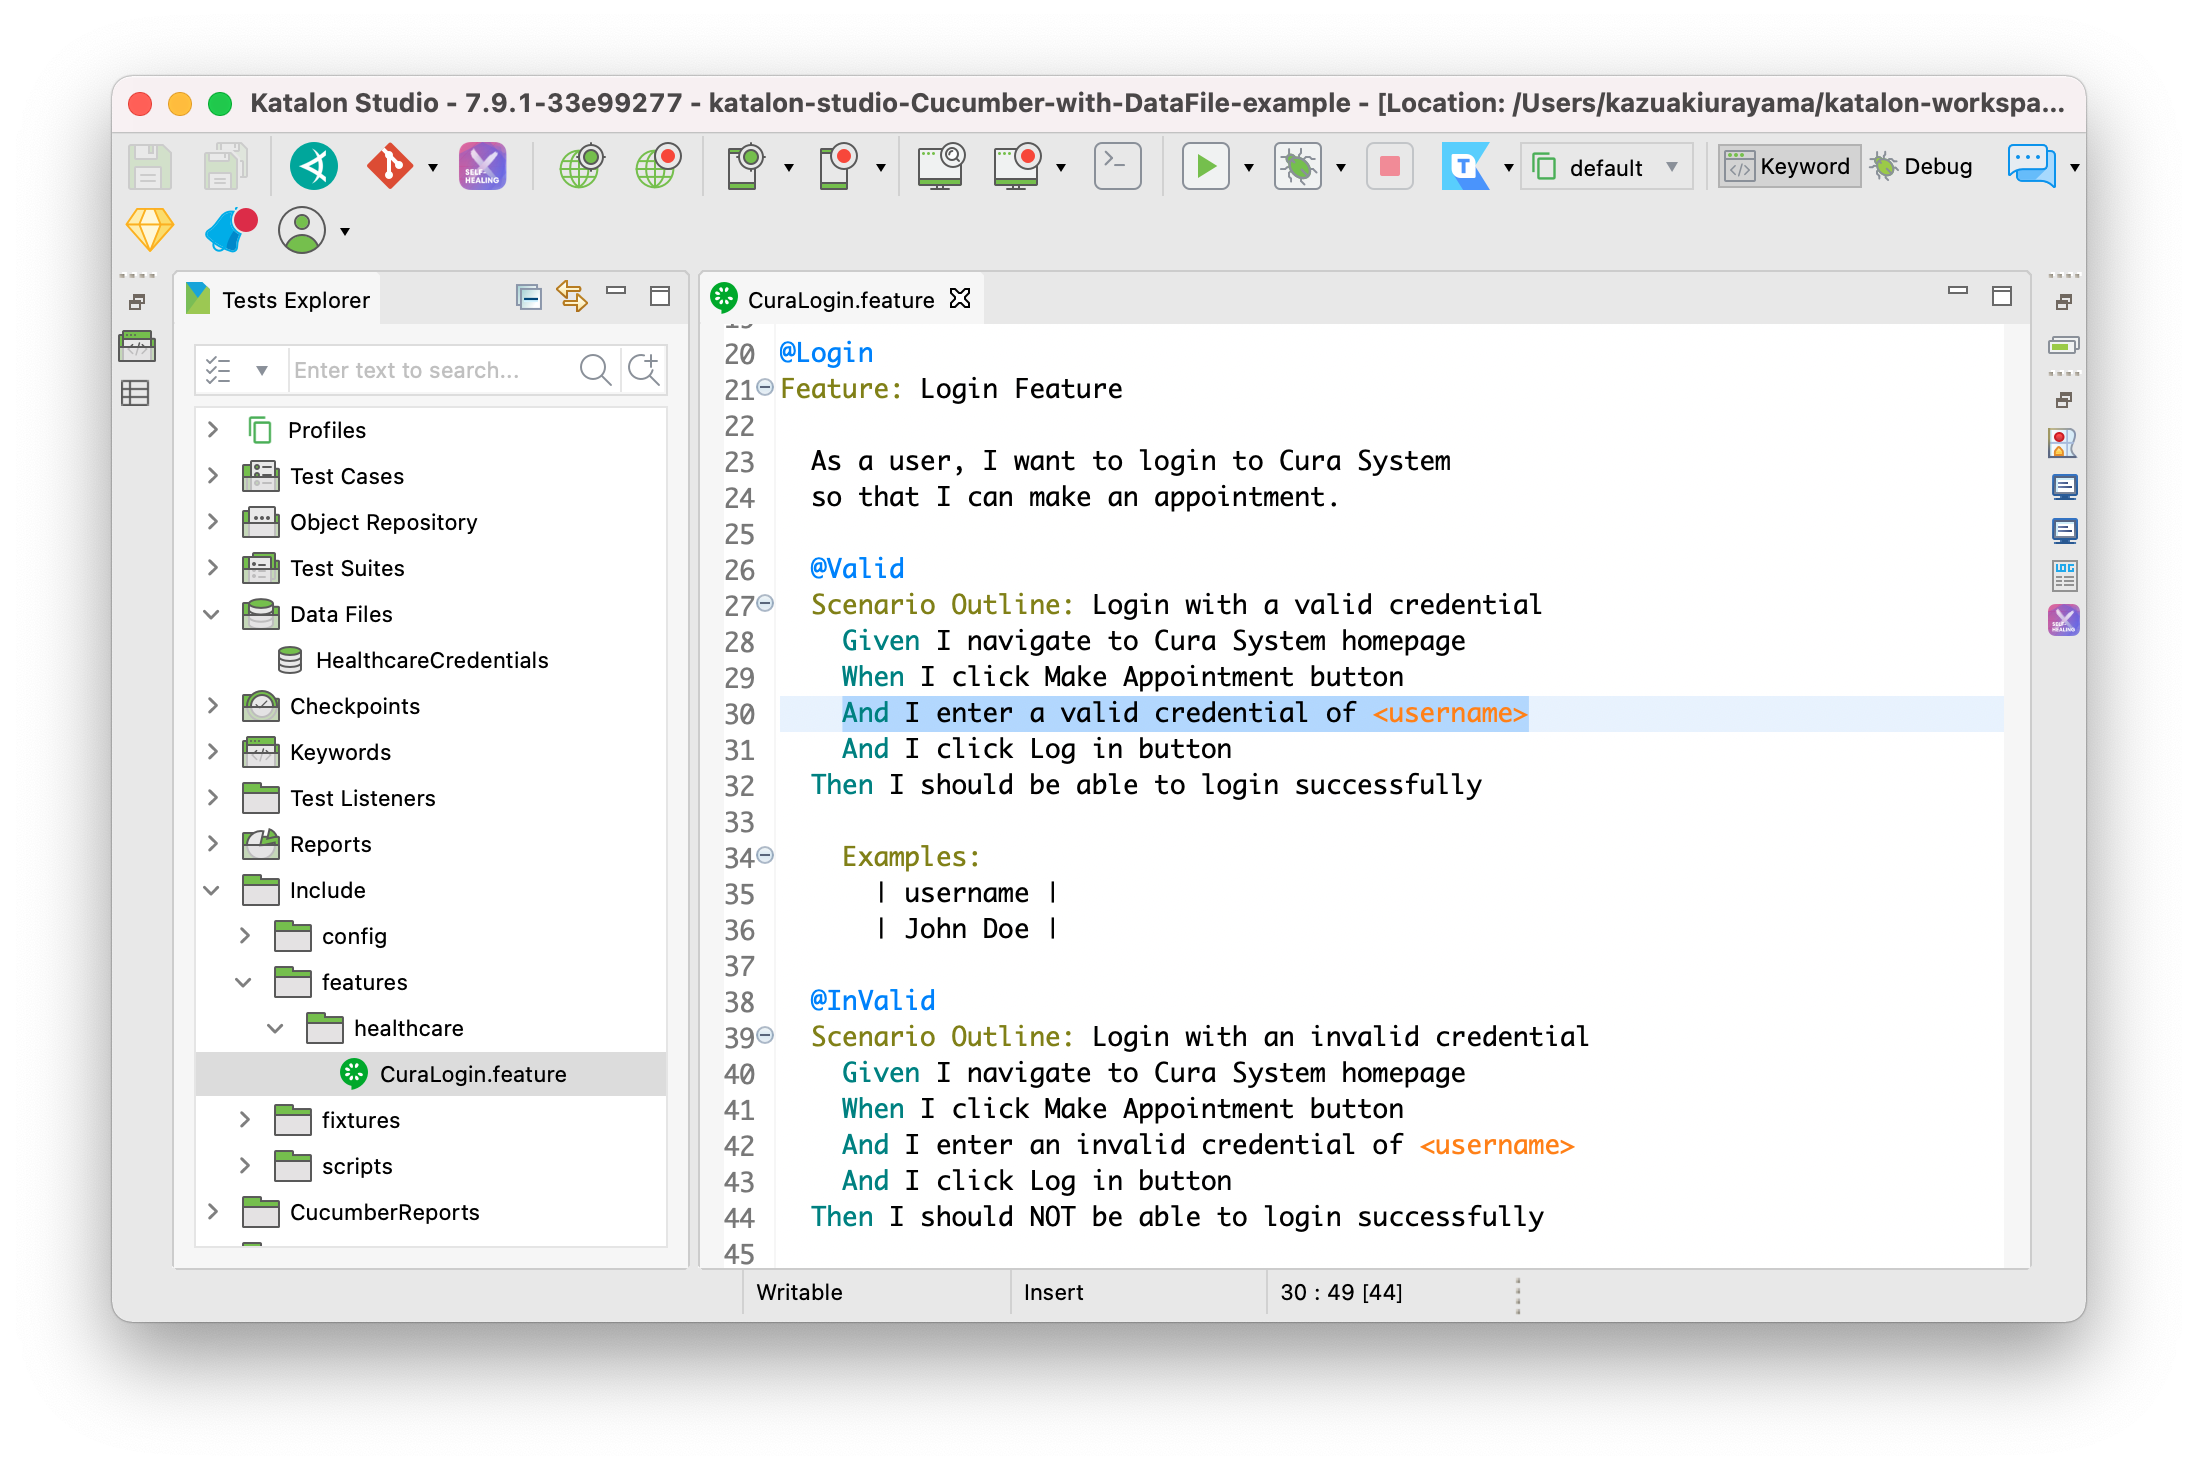 Katalon Studio - 7.9.1-33e99277 - katalon-studio-Cucumber-with-DataFile-example - [Location: /Users/kazuakiurayama/katalon-workspa...
SELF-HEALING
T
default
Keyword
Debug
Tests Explorer
Enter text to search...
Profiles
Test Cases
Object Repository
Test Suites
Data Files
HealthcareCredentials
Checkpoints
Keywords
Test Listeners
Reports
Include
config
features
healthcare
CuraLogin.feature
fixtures
scripts
CucumberReports
CuraLogin.feature
19
20 @Login
21 Feature: Login Feature
22
23 As a user, I want to login to Cura System
24 so that I can make an appointment.
25
26 @Valid
27 Scenario Outline: Login with a valid credential
28 Given I navigate to Cura System homepage
29 When I click Make Appointment button
30 And I enter a valid credential of <username>
31 And I click Log in button
32 Then I should be able to login successfully
33
34 Examples:
35 | username |
36 | John Doe |
37
38 @InValid
39 Scenario Outline: Login with an invalid credential
40 Given I navigate to Cura System homepage
41 When I click Make Appointment button
42 And I enter an invalid credential of <username>
43 And I click Log in button
44 Then I should NOT be able to login successfully
45
LOG
SELF-HEALING
Writable
Insert
30 : 49 [44]